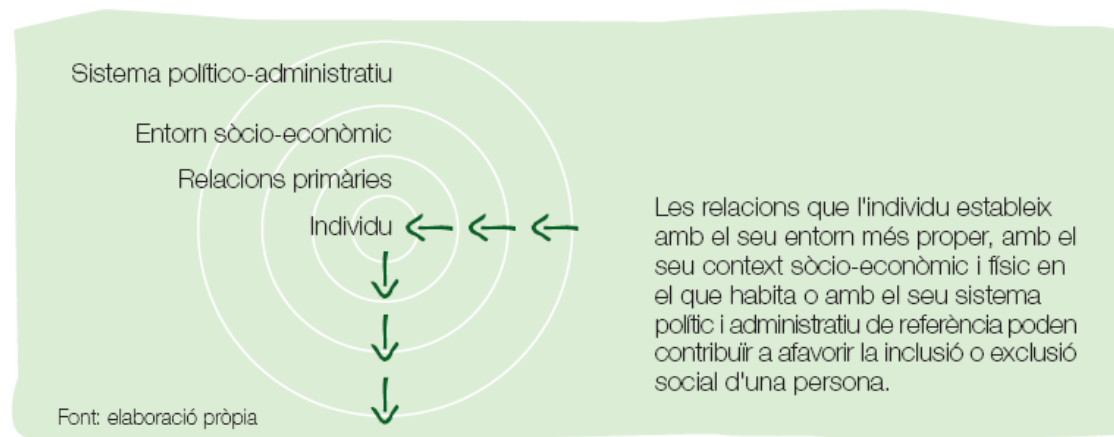 Sistema polític-administratiu
Entorn sòcio-econòmic
Relacions primàries
Individu
Les relacions que l'individu estableix
amb el seu entorn més proper, amb el
seu context sòcio-econòmic i físic en
el que habita o amb el seu sistema
polític i administratiu de referència poden
contribuïr a afavorir la inclusió o exclusió
social d'una persona.
Font: elaboració pròpia